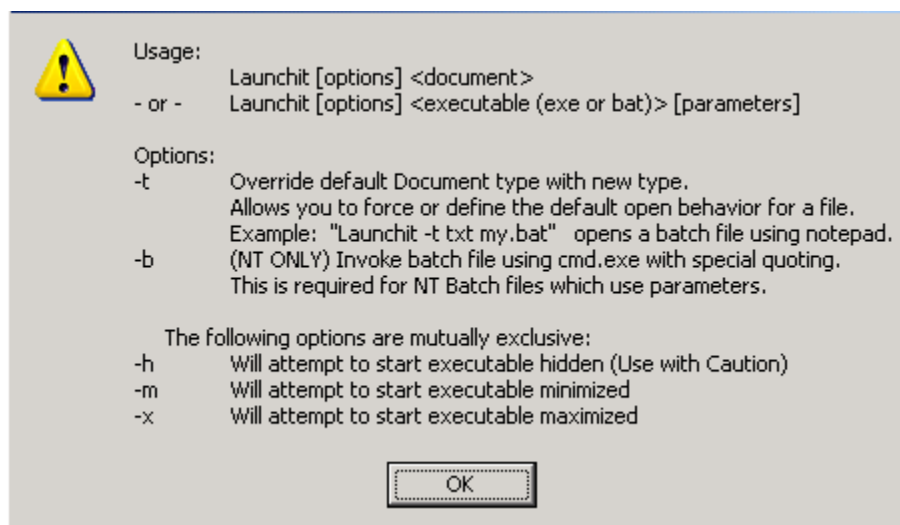 Usage:
Launchit [options] <document>
- or - Launchit [options] <executable (exe or bat)> [parameters]
Options:
-t Override default Document type with new type.
Allows you to force or define the default open behavior for a file.
Example: "Launchit -t txt my.bat" opens a batch file using notepad.
-b (NT ONLY) Invoke batch file using cmd.exe with special quoting.
This is required for NT Batch files which use parameters.
The following options are mutually exclusive:
-h Will attempt to start executable hidden (Use with Caution)
-m Will attempt to start executable minimized
-x Will attempt to start executable maximized
OK